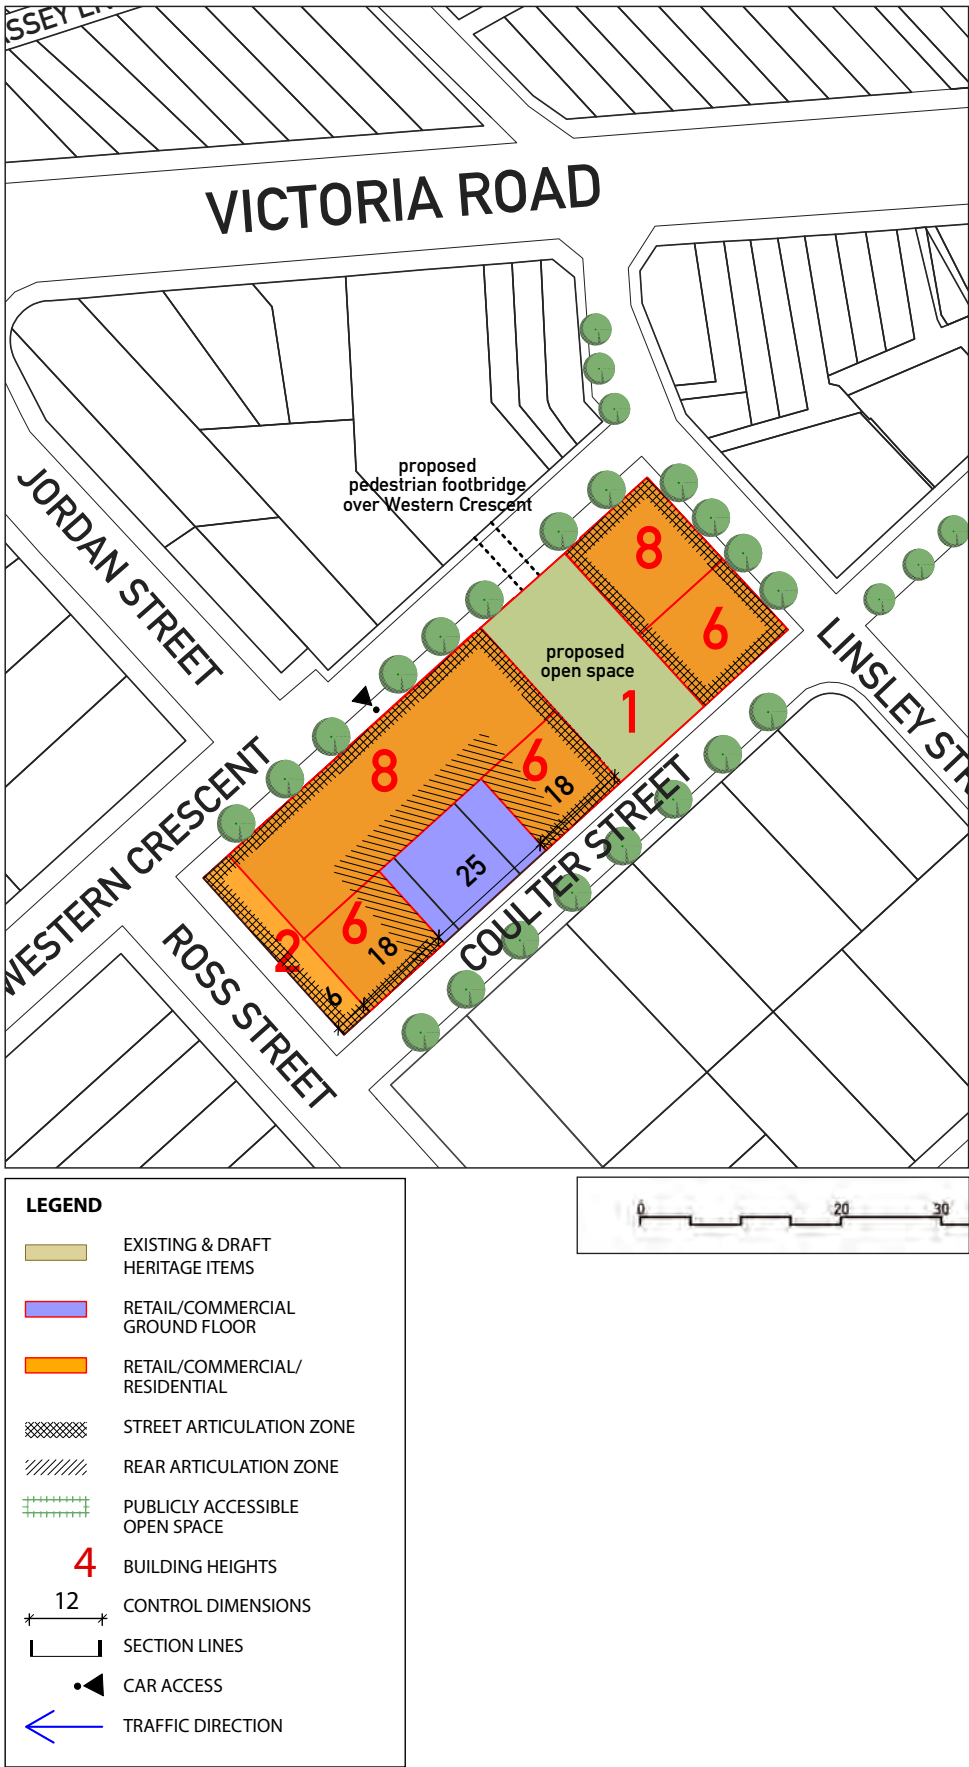 VICTORIA ROAD
JORDAN STREET
proposed
pedestrian footbridge
over Western Crescent
8
6
proposed
open space
1
LINSLEY STR
8
6
18
25
WESTERN CRESCENT
COULTER STREET
2
6
18
6
ROSS STREET
LEGEND
EXISTING & DRAFT
HERITAGE ITEMS
RETAIL/COMMERCIAL
GROUND FLOOR
RETAIL/COMMERCIAL/
RESIDENTIAL
STREET ARTICULATION ZONE
REAR ARTICULATION ZONE
PUBLICLY ACCESSIBLE
OPEN SPACE
4 BUILDING HEIGHTS
12 CONTROL DIMENSIONS
SECTION LINES
CAR ACCESS
TRAFFIC DIRECTION
0 20 30